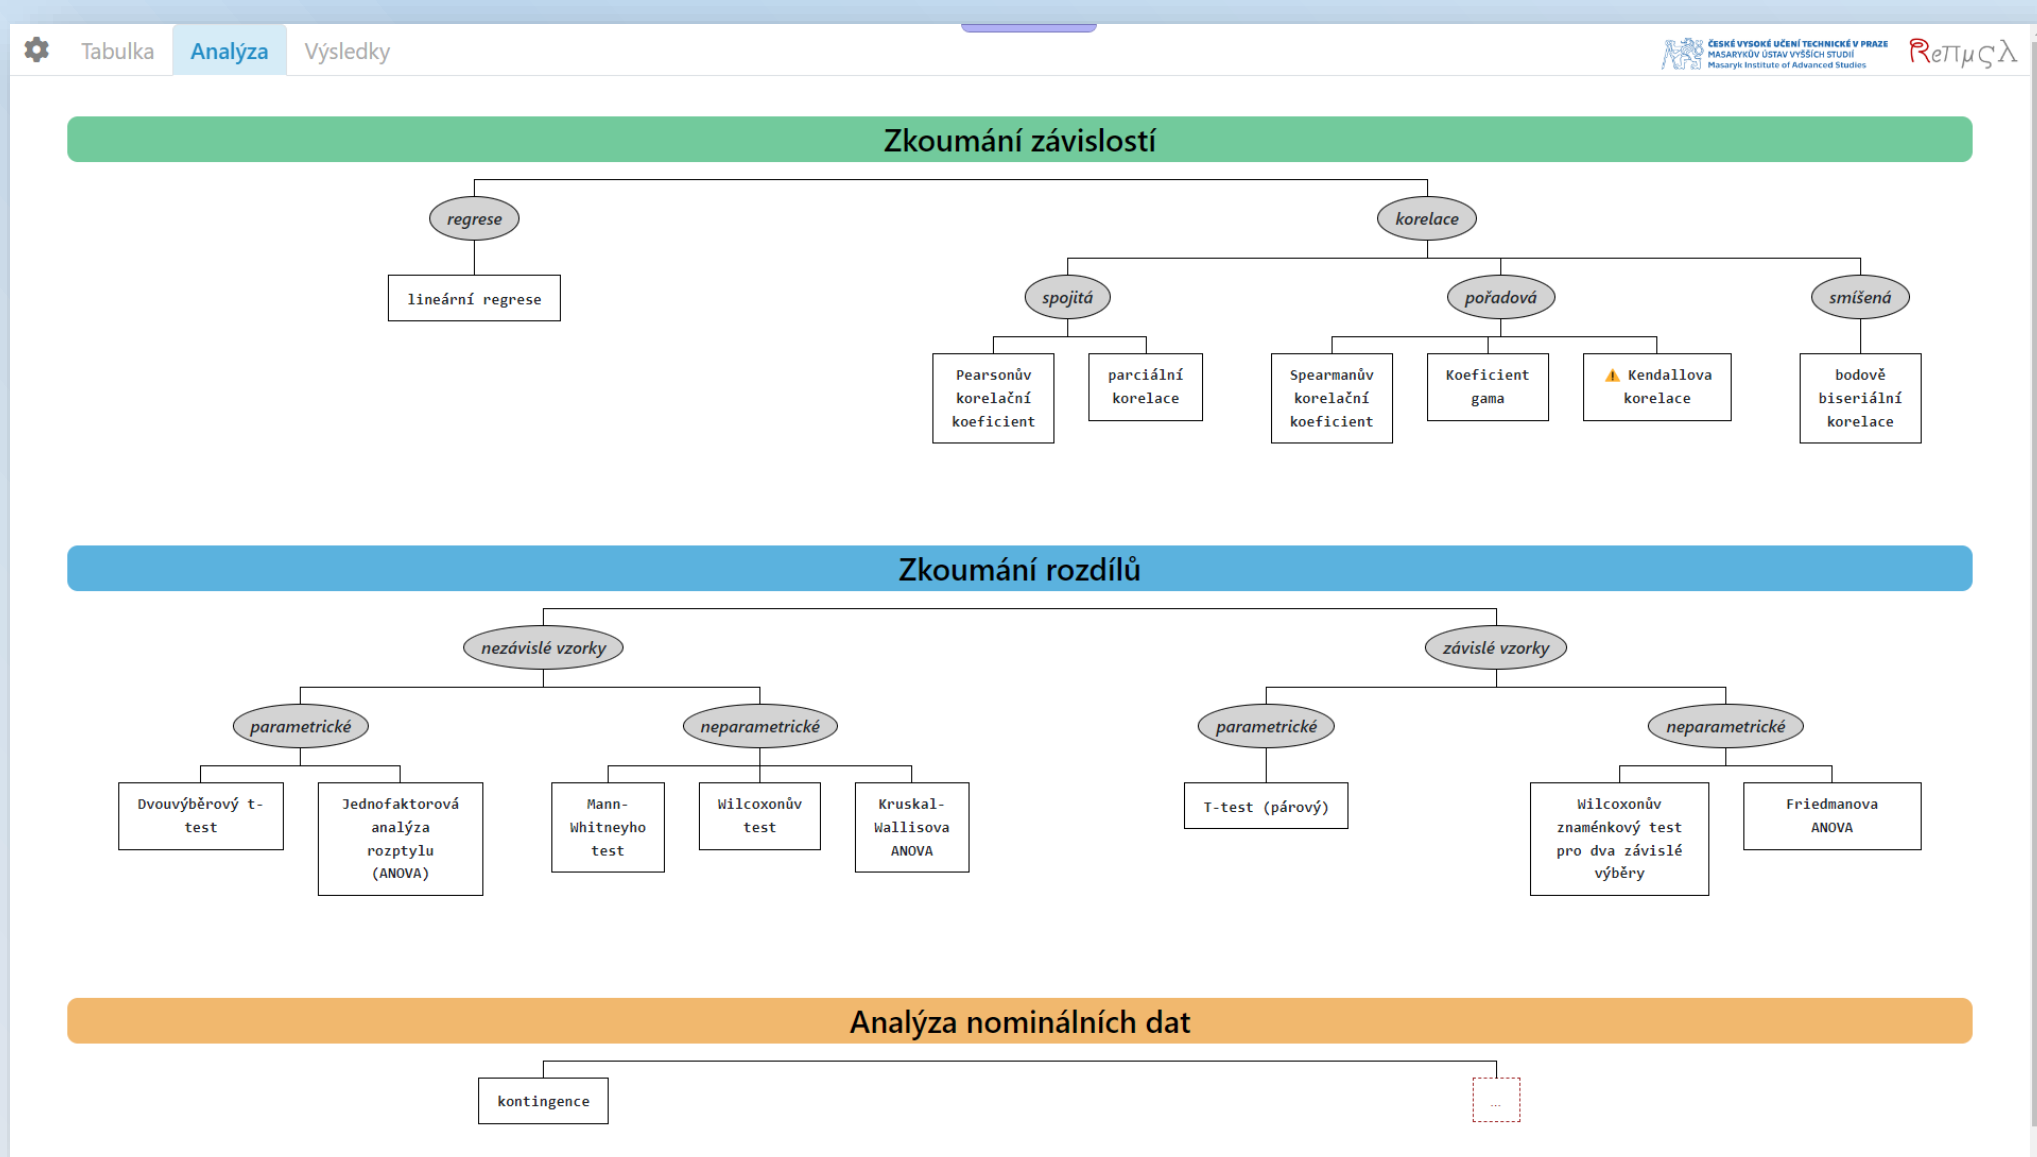 Tabulka
Analýza
Výsledky
ČESKÉ VYSOKÉ UČENÍ TECHNICKÉ V PRAZE
MASARYKŮV ÚSTAV VYŠŠÍCH STUDIÍ
Masaryk Institute of Advanced Studies
Reπμςλ
Zkoumání závislostí
regrese
korelace
lineární regrese
spojitá
pořadová
smíšená
Pearsonův
korelační
koeficient
parciální
korelace
Spearmanův
korelační
koeficient
Koeficient
gama
⚠ Kendallova
korelace
bodově
biseriální
korelace
Zkoumání rozdílů
nezávislé vzorky
závislé vzorky
parametrické
neparametrické
parametrické
neparametrické
Dvouvýběrový t-
test
Jednofaktorová
analýza
rozptylu
(ANOVA)
Mann-
Whitneyho
test
Wilcoxonův
test
Kruskal-
Wallisova
ANOVA
T-test (párový)
Wilcoxonův
znaménkový test
pro dva závislé
výběry
Friedmanova
ANOVA
Analýza nominálních dat
kontingence
...